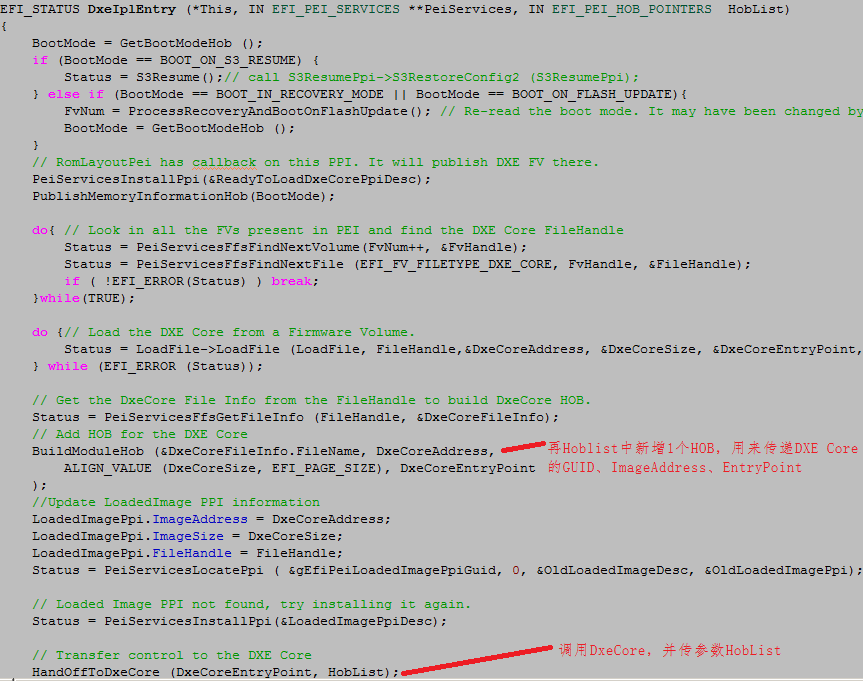 EFI_STATUS DxeIplEntry (*This, IN EFI_PEI_SERVICES **PeiServices, IN EFI_PEI_HOB_POINTERS  HobList)
{
    BootMode = GetBootModeHob ();
    if (BootMode == BOOT_ON_S3_RESUME) {
        Status = S3Resume();// call S3ResumePpi->S3RestoreConfig2 (S3ResumePpi);
    } else if (BootMode == BOOT_IN_RECOVERY_MODE || BootMode == BOOT_ON_FLASH_UPDATE){
        FvNum = ProcessRecoveryAndBootOnFlashUpdate(); // Re-read the boot mode. It may have been changed by
        BootMode = GetBootModeHob ();
    }
    // RomLayoutPei has callback on this PPI. It will publish DXE FV there.
    PeiServicesInstallPpi(&ReadyToLoadDxeCorePpiDesc);
    PublishMemoryInformationHob(BootMode);
    do{ // Look in all the FVs present in PEI and find the DXE Core FileHandle
        Status = PeiServicesFfsFindNextVolume(FvNum++, &FvHandle);
        Status = PeiServicesFfsFindNextFile (EFI_FV_FILETYPE_DXE_CORE, FvHandle, &FileHandle);
        if ( !EFI_ERROR(Status) ) break;
    }while(TRUE);
    do {// Load the DXE Core from a Firmware Volume.
        Status = LoadFile->LoadFile (LoadFile, FileHandle,&DxeCoreAddress, &DxeCoreSize, &DxeCoreEntryPoint,
    } while (EFI_ERROR (Status));
    // Get the DxeCore File Info from the FileHandle to build DxeCore HOB.
    Status = PeiServicesFfsGetFileInfo (FileHandle, &DxeCoreFileInfo);
    // Add HOB for the DXE Core
    BuildModuleHob (&DxeCoreFileInfo.FileName, DxeCoreAddress,
再Hoblist中新增1个HOB，用来传递DXE Core
        ALIGN_VALUE (DxeCoreSize, EFI_PAGE_SIZE), DxeCoreEntryPoint
的GUID、ImageAddress、EntryPoint
    );
    //Update LoadedImage PPI information
    LoadedImagePpi.ImageAddress = DxeCoreAddress;
    LoadedImagePpi.ImageSize = DxeCoreSize;
    LoadedImagePpi.FileHandle = FileHandle;
    Status = PeiServicesLocatePpi ( &gEfiPeiLoadedImagePpiGuid, 0, &OldLoadedImageDesc, &OldLoadedImagePpi);
    // Loaded Image PPI not found, try installing it again.
    Status = PeiServicesInstallPpi(&LoadedImagePpiDesc);
    // Transfer control to the DXE Core
调用DxeCore，并传参数HobList
    HandOffToDxeCore (DxeCoreEntryPoint, HobList);